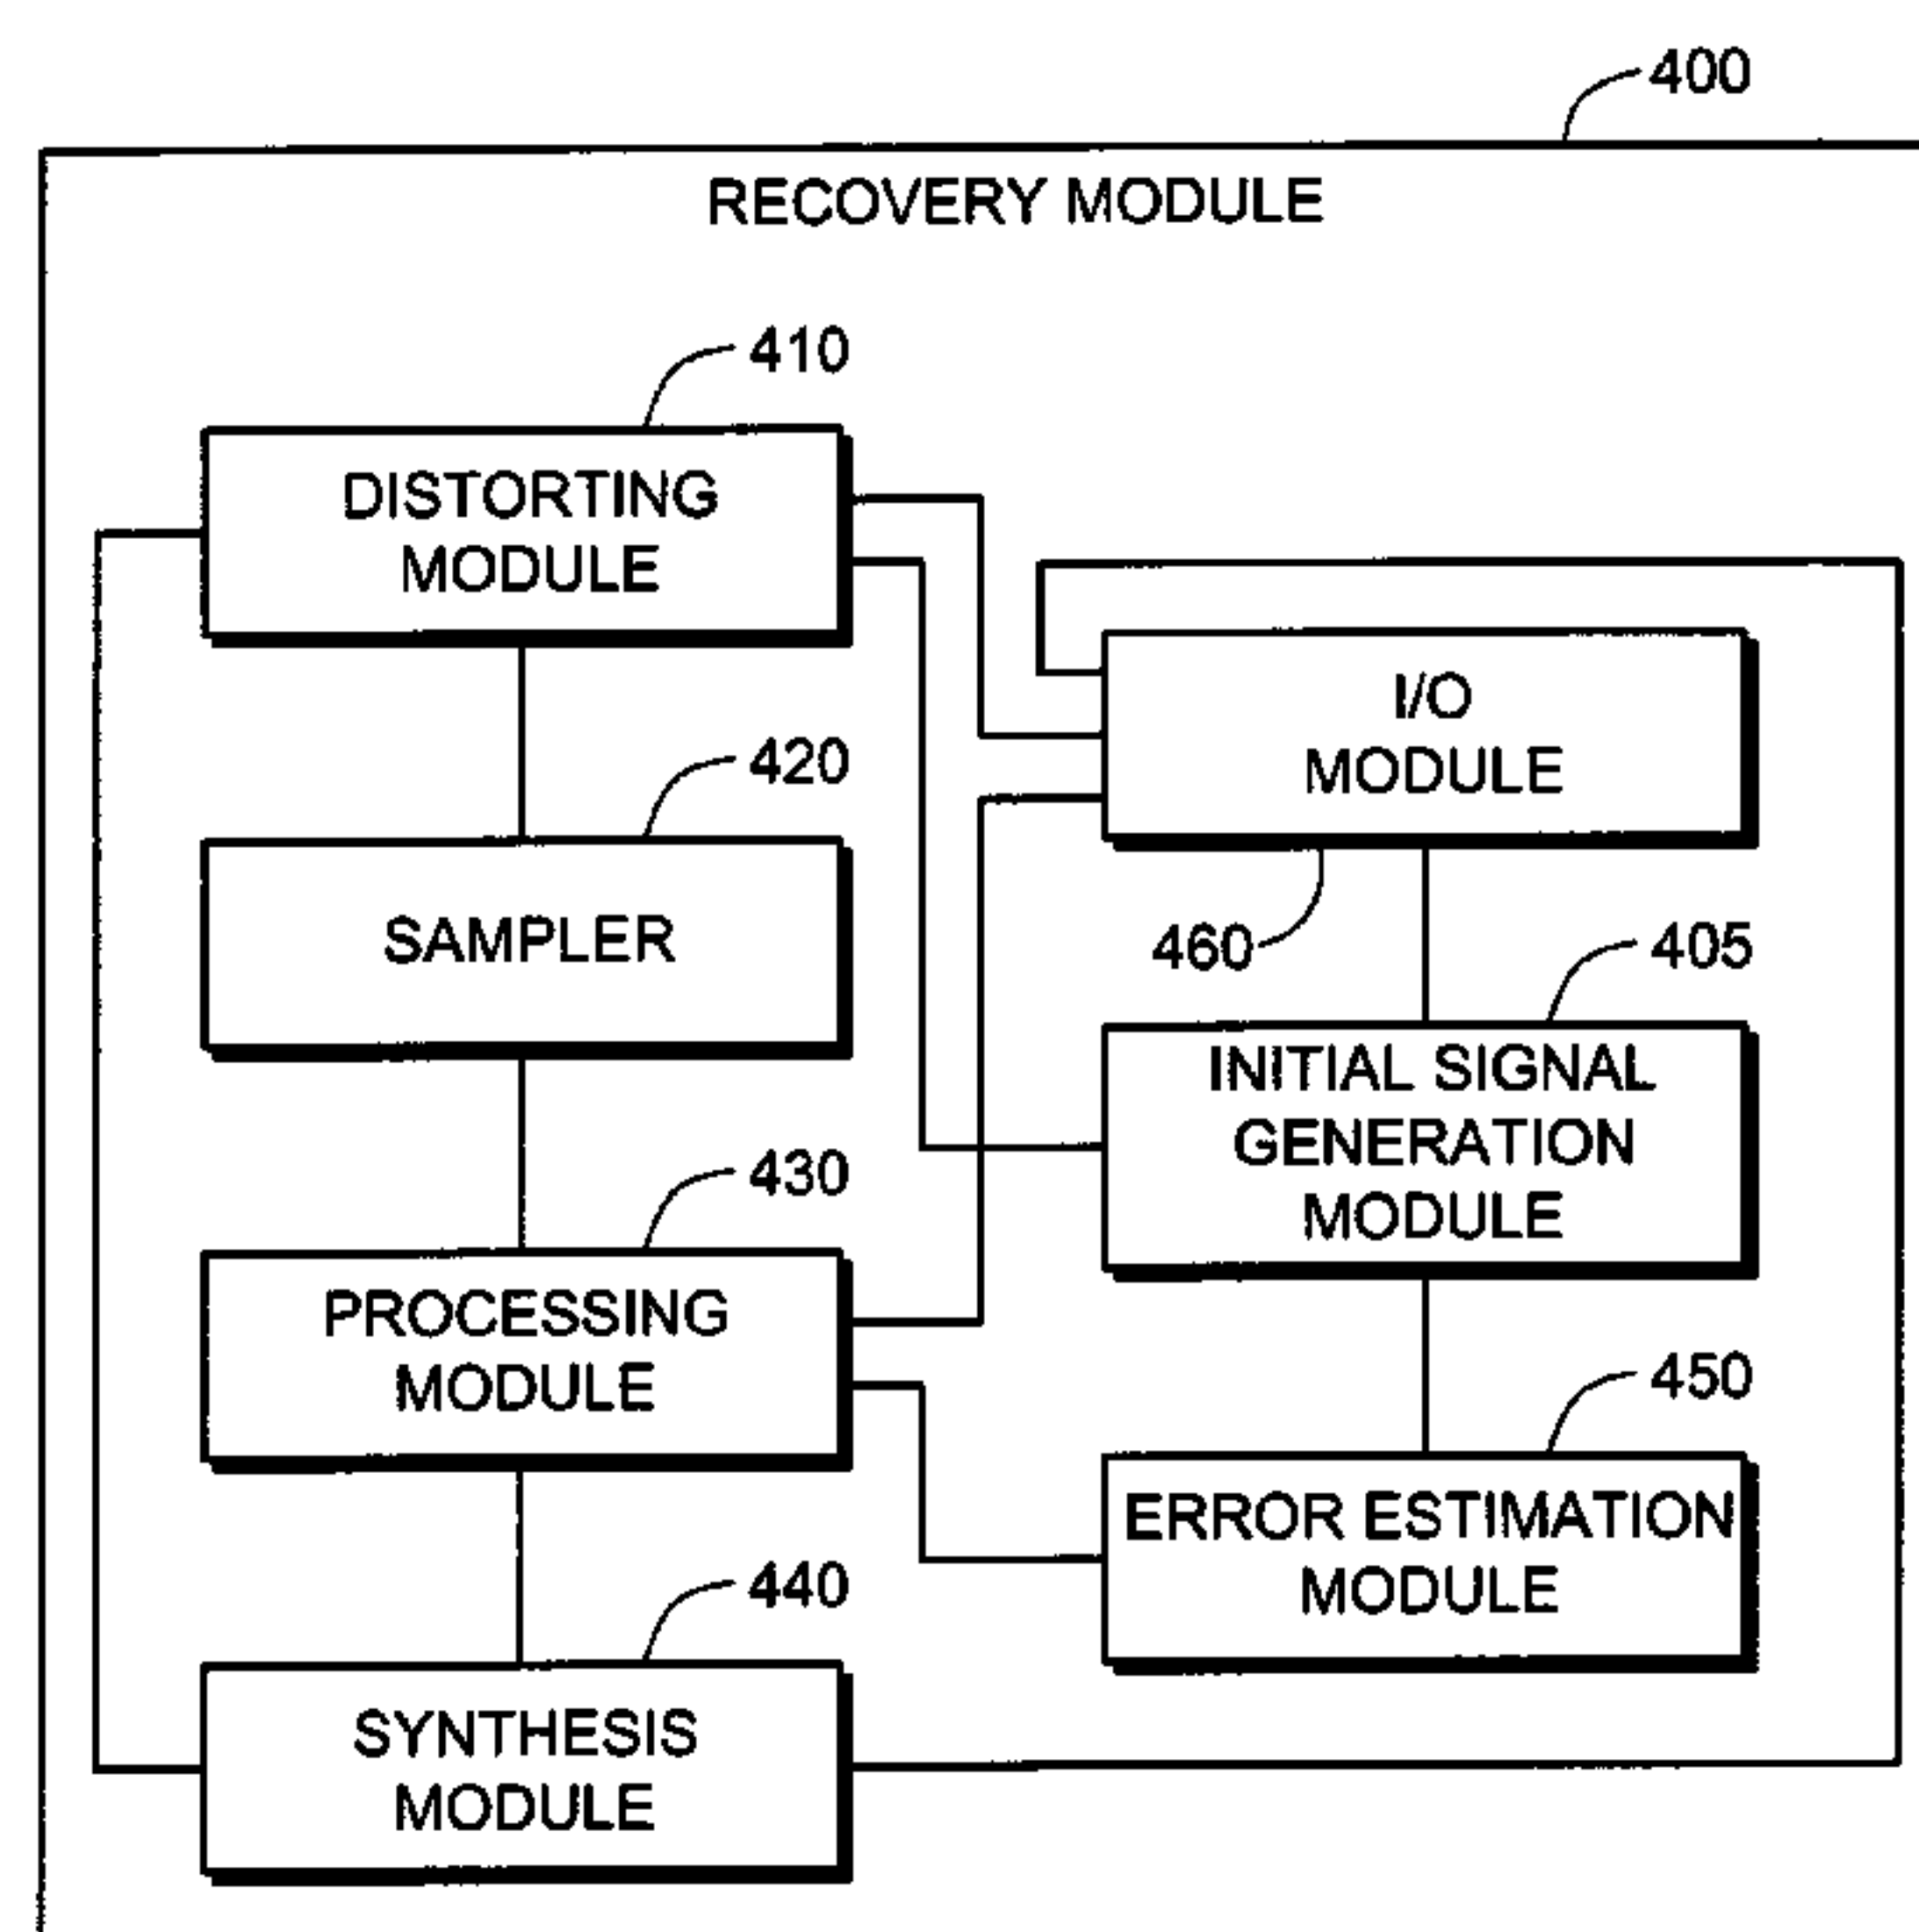 400
RECOVERY MODULE
410
DISTORTING
MODULE
I/O
MODULE
420
SAMPLER
460
405
INITIAL SIGNAL
GENERATION
MODULE
430
PROCESSING
MODULE
450
ERROR ESTIMATION
MODULE
440
SYNTHESIS
MODULE